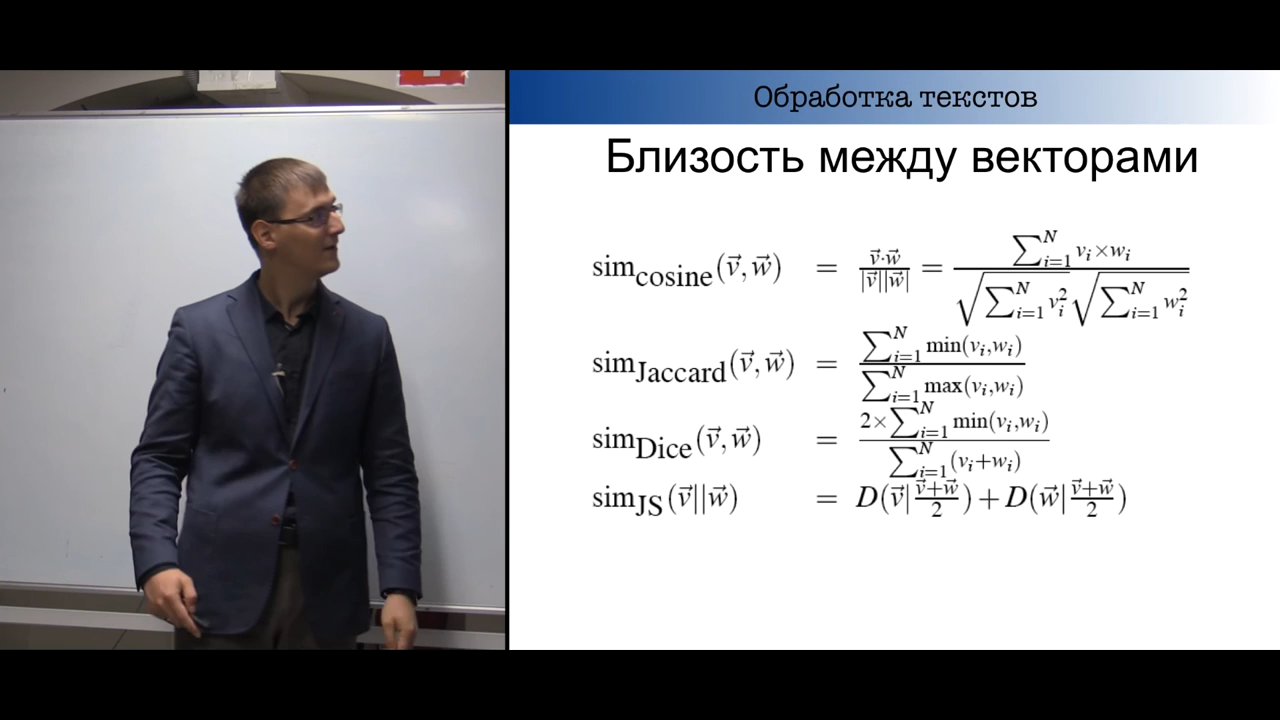 Обработка текстов
Близость между векторами
sim_cosine(v⃗, w⃗) = v⃗·w⃗ / |v⃗||w⃗| = ∑_{i=1}^{N} v_i × w_i / √(∑_{i=1}^{N} v_i^2) √(∑_{i=1}^{N} w_i^2)
sim_Jaccard(v⃗, w⃗) = ∑_{i=1}^{N} min(v_i,w_i) / ∑_{i=1}^{N} max(v_i,w_i)
sim_Dice(v⃗, w⃗) = 2×∑_{i=1}^{N} min(v_i,w_i) / ∑_{i=1}^{N} (v_i+w_i)
sim_JS(v⃗||w⃗) = D(v⃗|(v⃗+w⃗)/2) + D(w⃗|(v⃗+w⃗)/2)